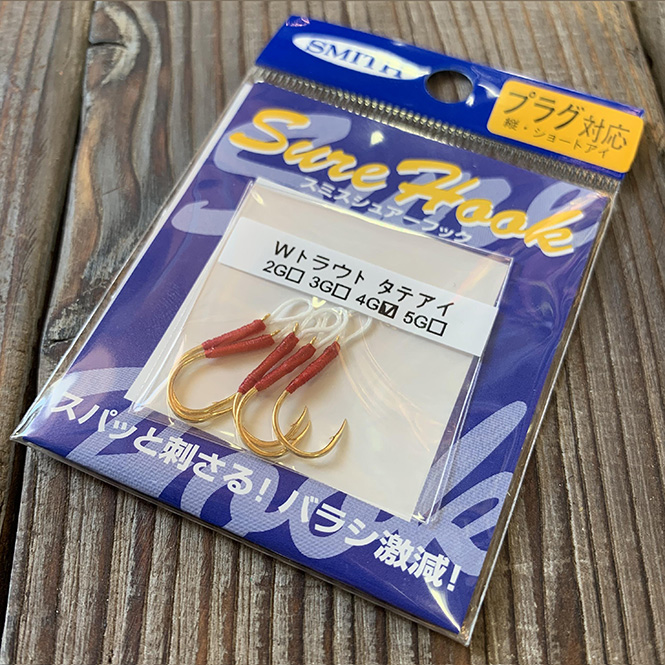 SMITH
プラグ対応
縦・ショートアイ
Sure Hook
スミスシュアーフック
Wトラウト タテアイ
2G□ 3G□ 4G☑ 5G□
スパッと刺さる！バラシ激減！